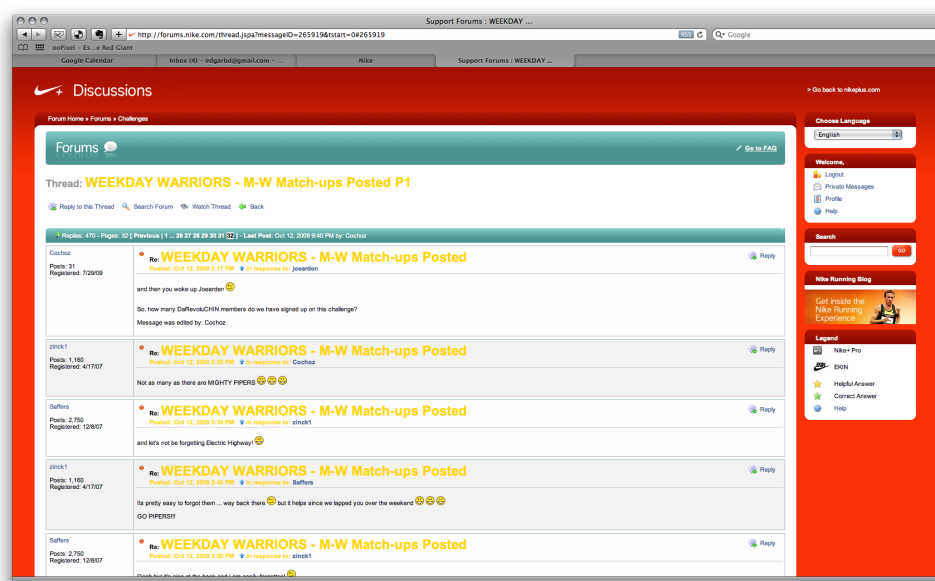 Support Forums : WEEKDAY ...
http://forums.nike.com/thread.jspa?messageID=265919&tstart=0#265919
RSS
Google
ooPixel – Es...e Red Giant
Google Calendar
Inbox (4) – edgarbd@gmail.com – ...
Nike
Support Forums : WEEKDAY ...
Discussions
> Go back to nikeplus.com
Forum Home » Forums » Challenges
Forums
Go to FAQ
Thread: WEEKDAY WARRIORS - M-W Match-ups Posted P1
Reply to this Thread
Search Forum
Watch Thread
Back
Replies: 470 - Pages: 32 [ Previous | 1 ... 26 27 28 29 30 31 32 ] - Last Post: Oct 12, 2009 9:40 PM by: Cochoz
Cochoz
Posts: 31
Registered: 7/29/09
Re: WEEKDAY WARRIORS - M-W Match-ups Posted
Posted: Oct 12, 2009 3:17 PM in response to: joearden
Reply
and then you woke up Joearden
So, how many DaRevoluCHIN members do we have signed up on this challenge?
Message was edited by: Cochoz
zinck1
Posts: 1,160
Registered: 4/17/07
Re: WEEKDAY WARRIORS - M-W Match-ups Posted
Posted: Oct 12, 2009 3:25 PM in response to: Cochoz
Reply
Not as many as there are MIGHTY PIPERS
Saffers
Posts: 2,750
Registered: 12/8/07
Re: WEEKDAY WARRIORS - M-W Match-ups Posted
Posted: Oct 12, 2009 3:34 PM in response to: zinck1
Reply
and let's not be forgetting Electric Highway!
zinck1
Posts: 1,160
Registered: 4/17/07
Re: WEEKDAY WARRIORS - M-W Match-ups Posted
Posted: Oct 12, 2009 3:40 PM in response to: Saffers
Reply
Its pretty easy to forgot them ... way back there but it helps since we lapped you over the weekend
GO PIPERS!!!
Saffers
Posts: 2,750
Registered: 12/8/07
Re: WEEKDAY WARRIORS - M-W Match-ups Posted
Posted: Oct 12, 2009 in response to: zinck1
Reply
Choose Language
English
Welcome,
Logout
Private Messages
Profile
Help
Search
GO
Nike Running Blog
Get inside the
Nike Running
Experience
Legend
Nike+ Pro
EKIN
Helpful Answer
Correct Answer
Help